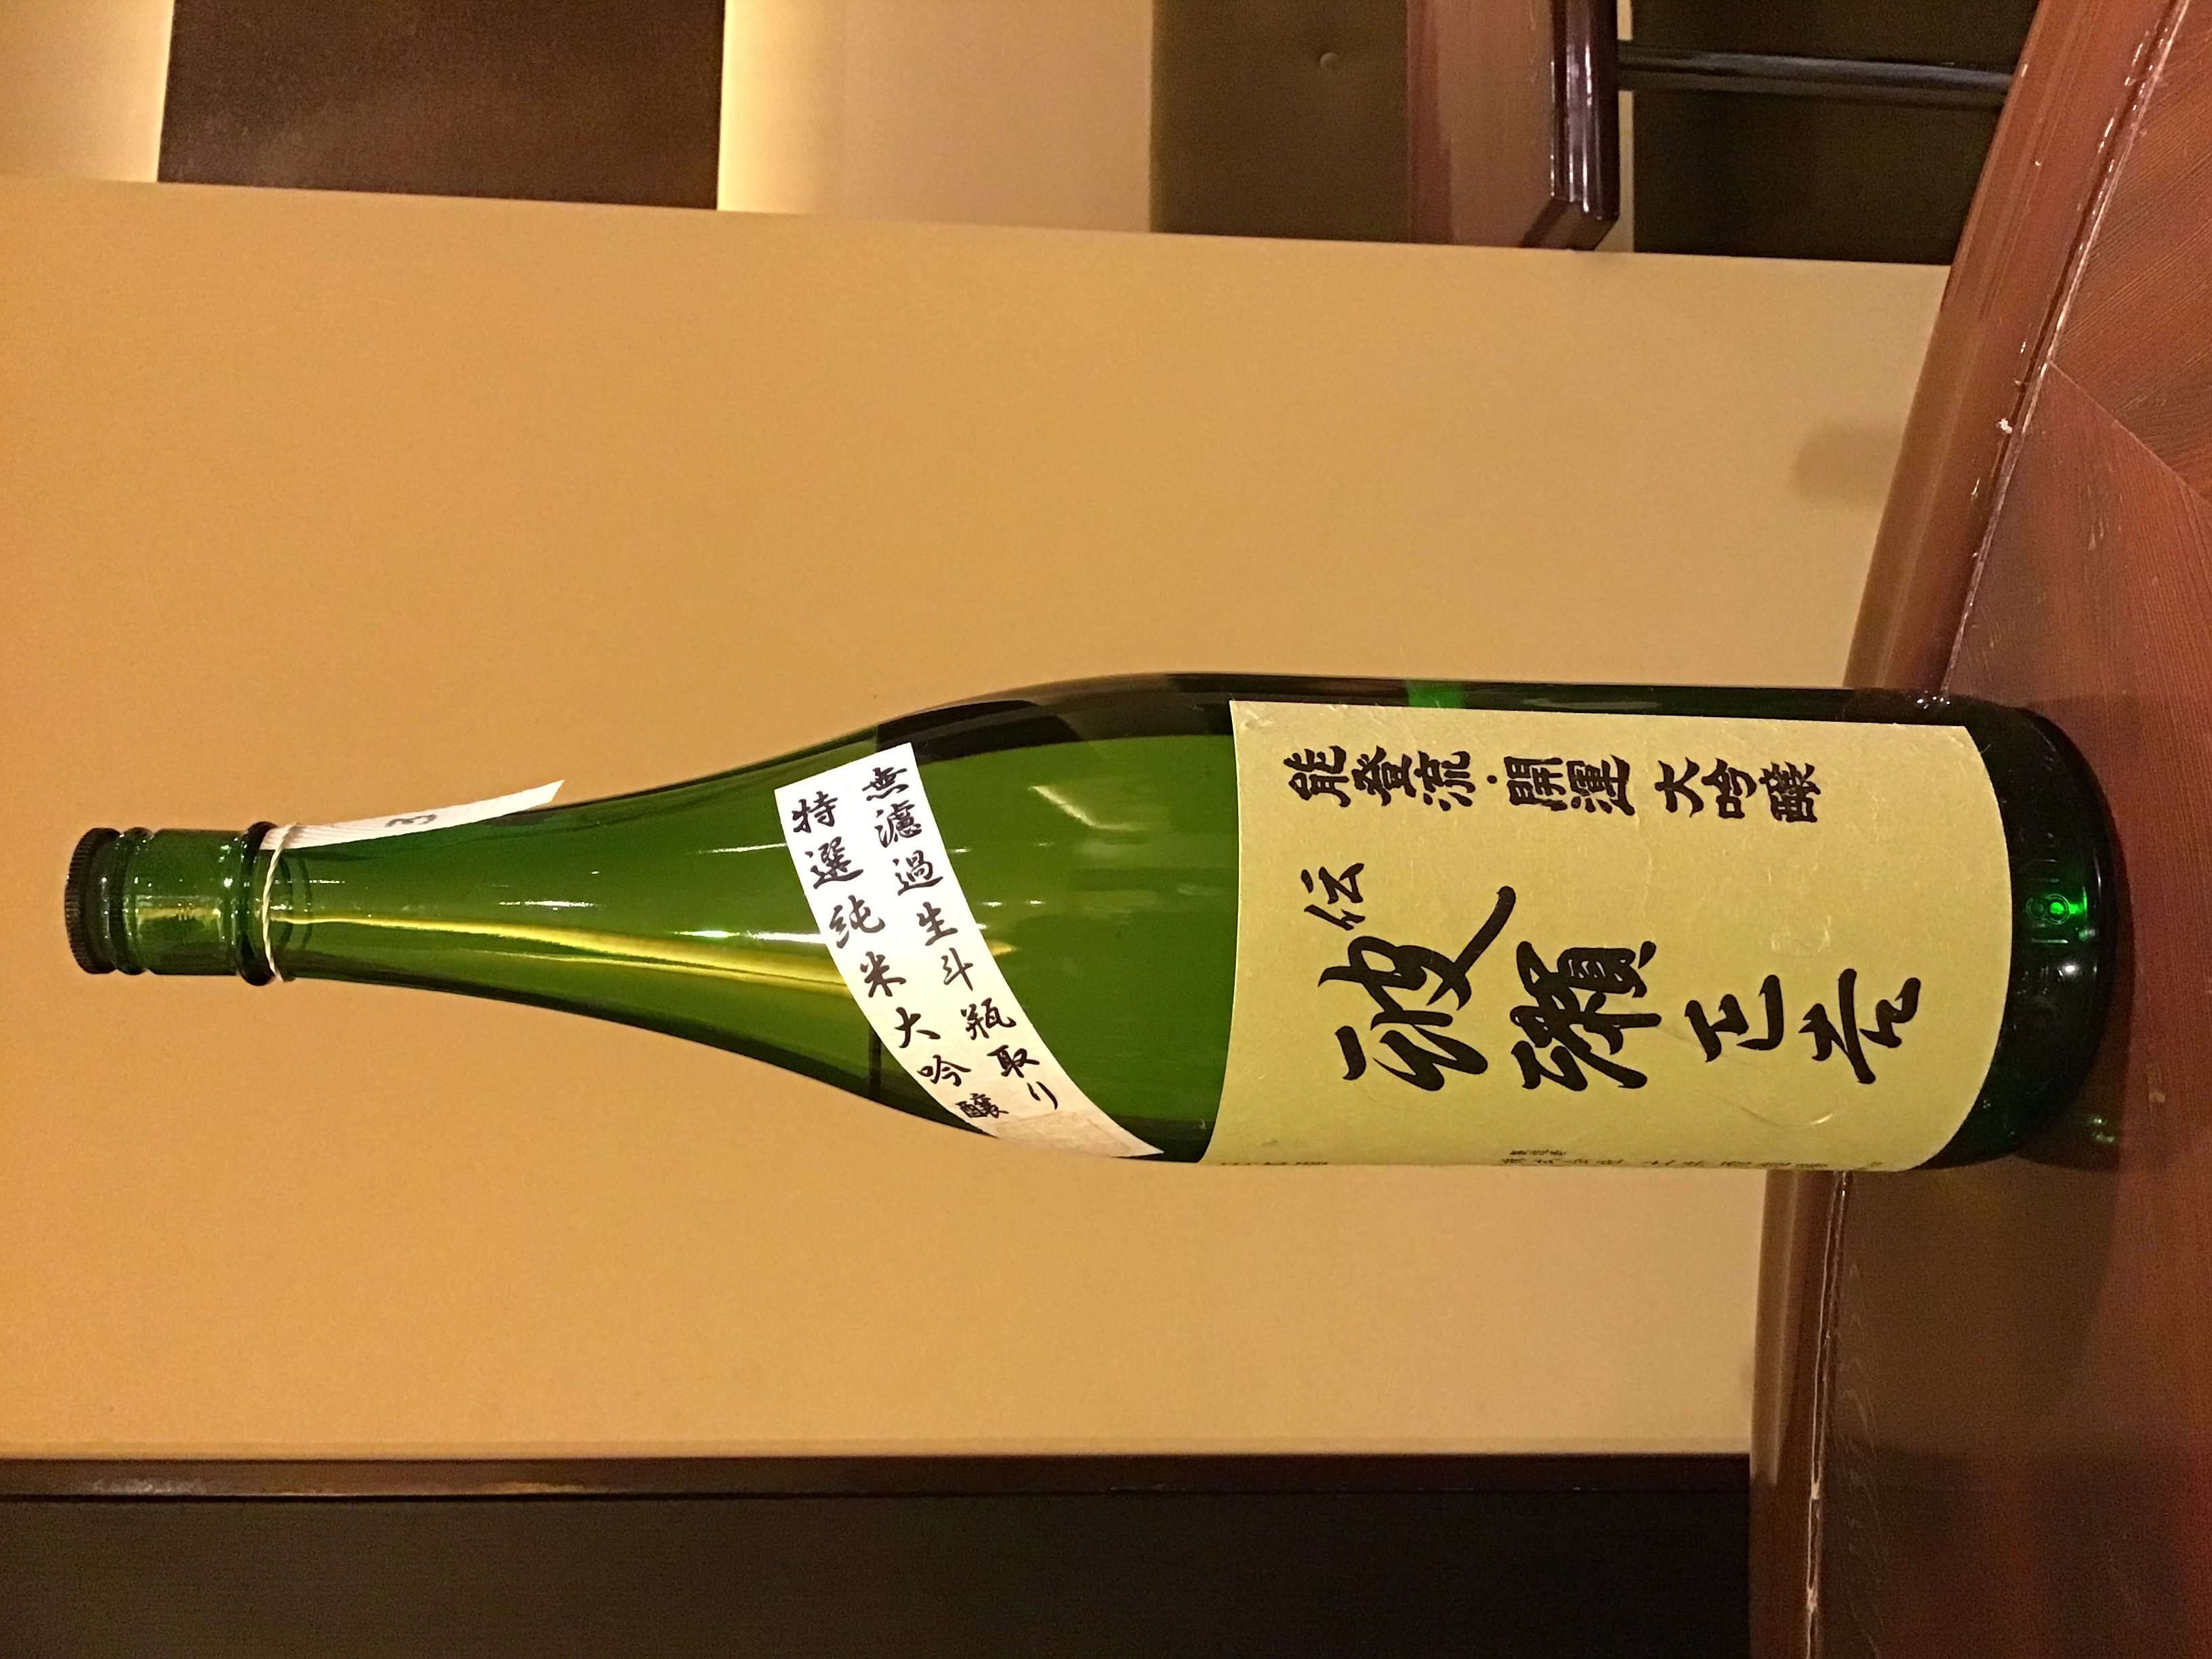 無濾過生斗瓶取り
特選純米大吟醸
能登流・開運 大吟醸
伝
波瀬正吉